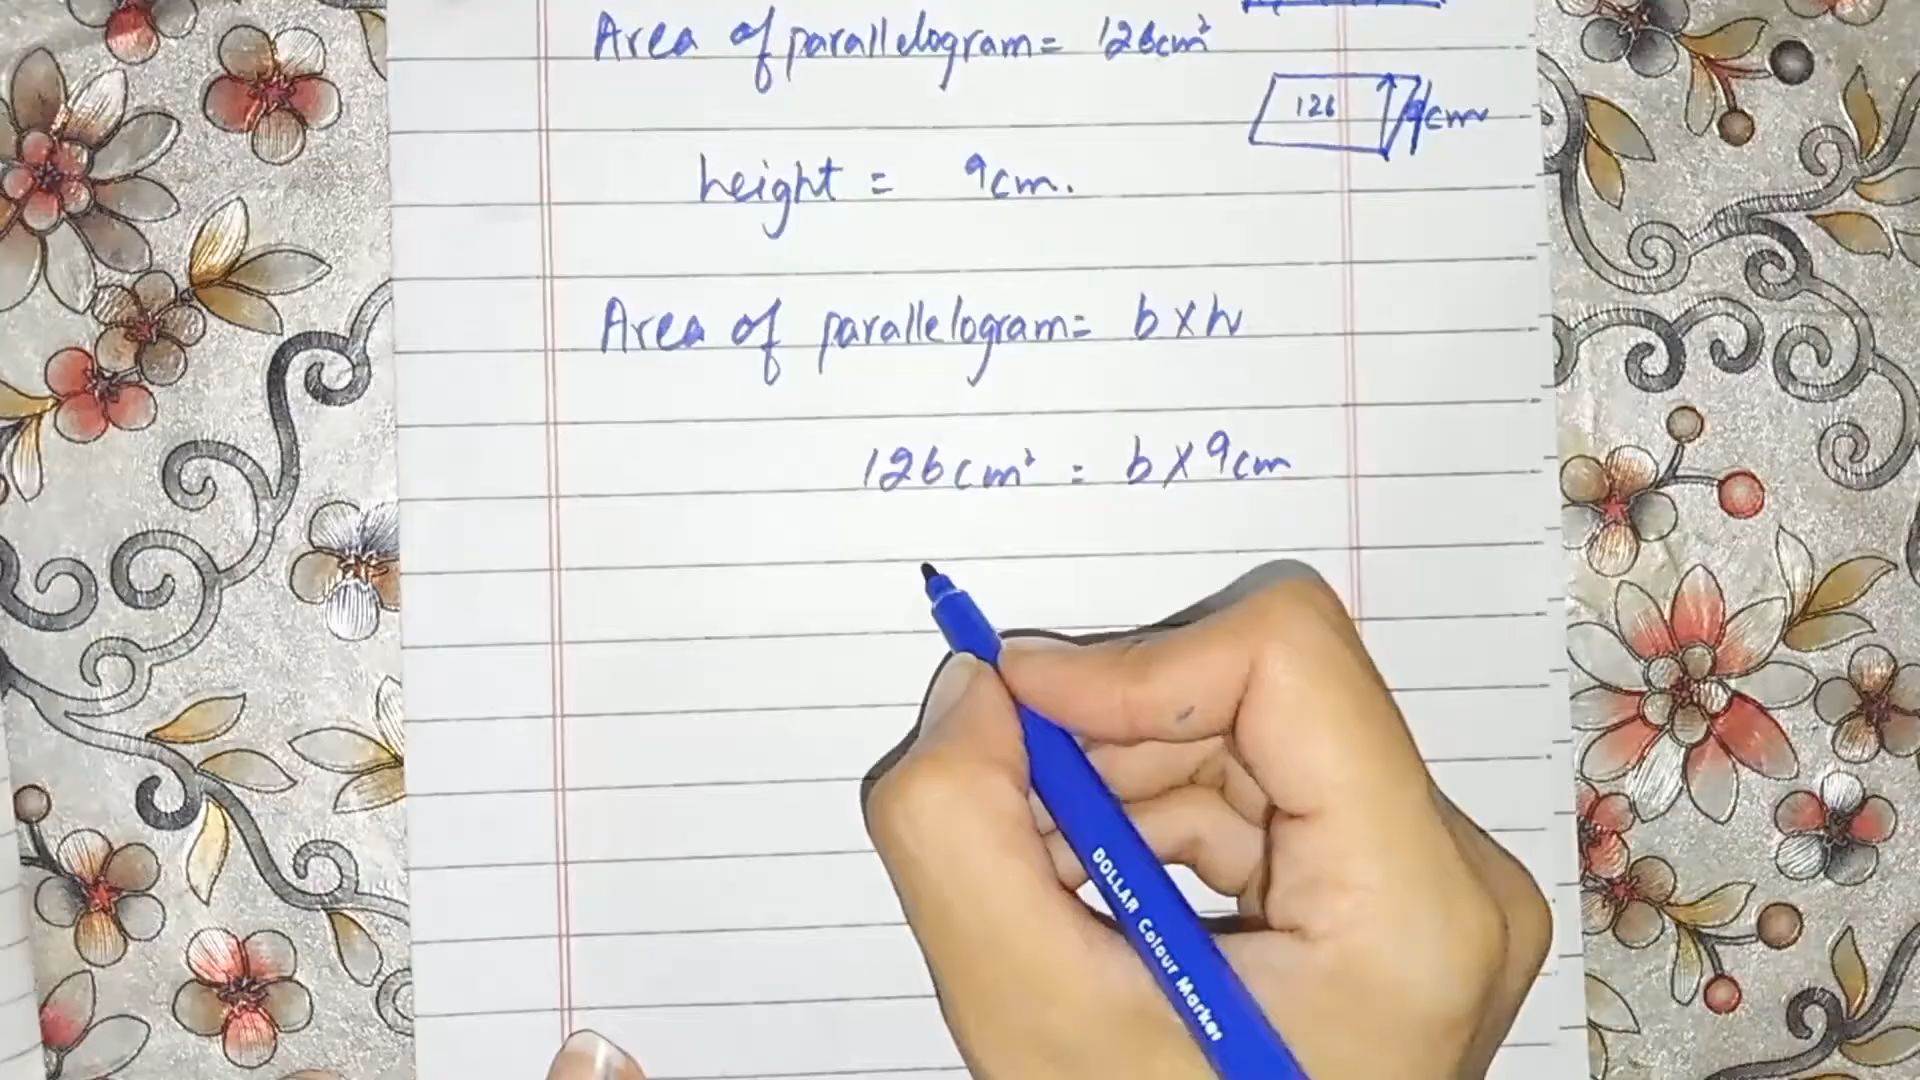 Area of parallelogram= 126cm²
126
9cm
height = 9cm.
Area of parallelogram= b x h
126cm² = b x 9cm
DOLLAR Colour Marker